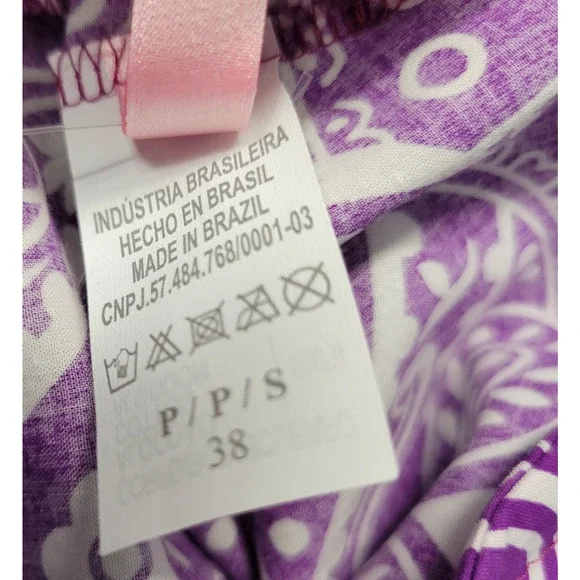 INDÚSTRIA BRASILEIRA
HECHO EN BRASIL
MADE IN BRAZIL
CNPJ.57.484.768/0001-03
P/P/S
38